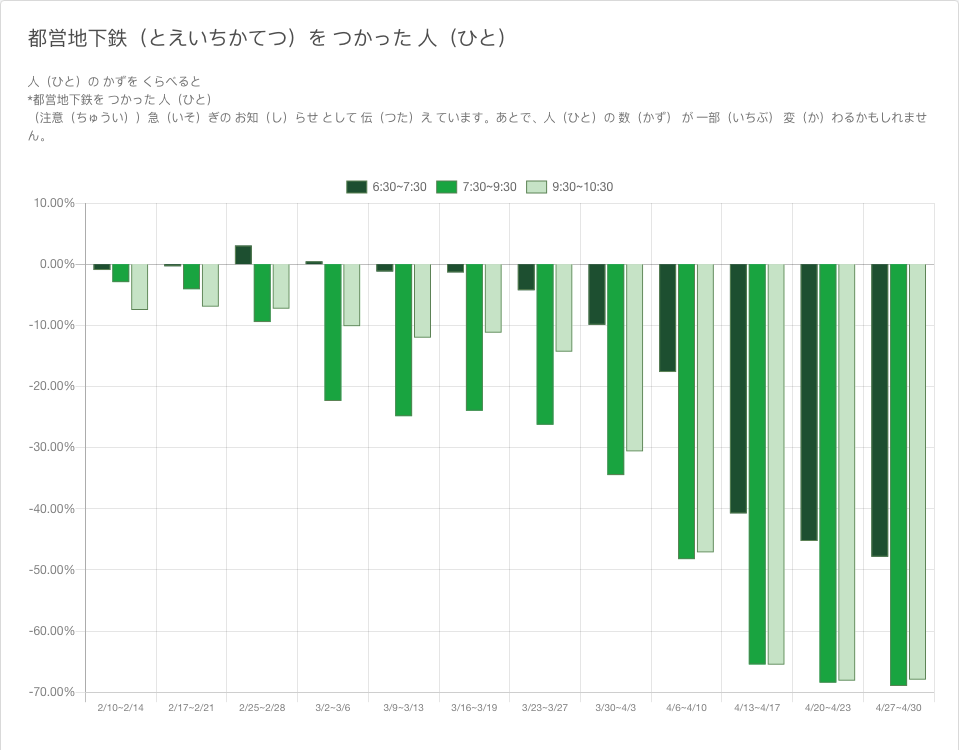 都営地下鉄（とえいちかてつ）を つかった 人（ひと）
人（ひと）の かずを くらべると
*都営地下鉄を つかった 人（ひと）
（注意（ちゅうい））急（いそ）ぎの お知（し）らせ として 伝（つた）え ています。あとで、人（ひと）の 数（かず） が 一部（いちぶ） 変（か）わるかもしれませ
ん。
6:30~7:30 7:30~9:30 9:30~10:30
10.00%
0.00%
-10.00%
-20.00%
-30.00%
-40.00%
-50.00%
-60.00%
-70.00%
2/10~2/14 2/17~2/21 2/25~2/28 3/2~3/6 3/9~3/13 3/16~3/19 3/23~3/27 3/30~4/3 4/6~4/10 4/13~4/17 4/20~4/23 4/27~4/30